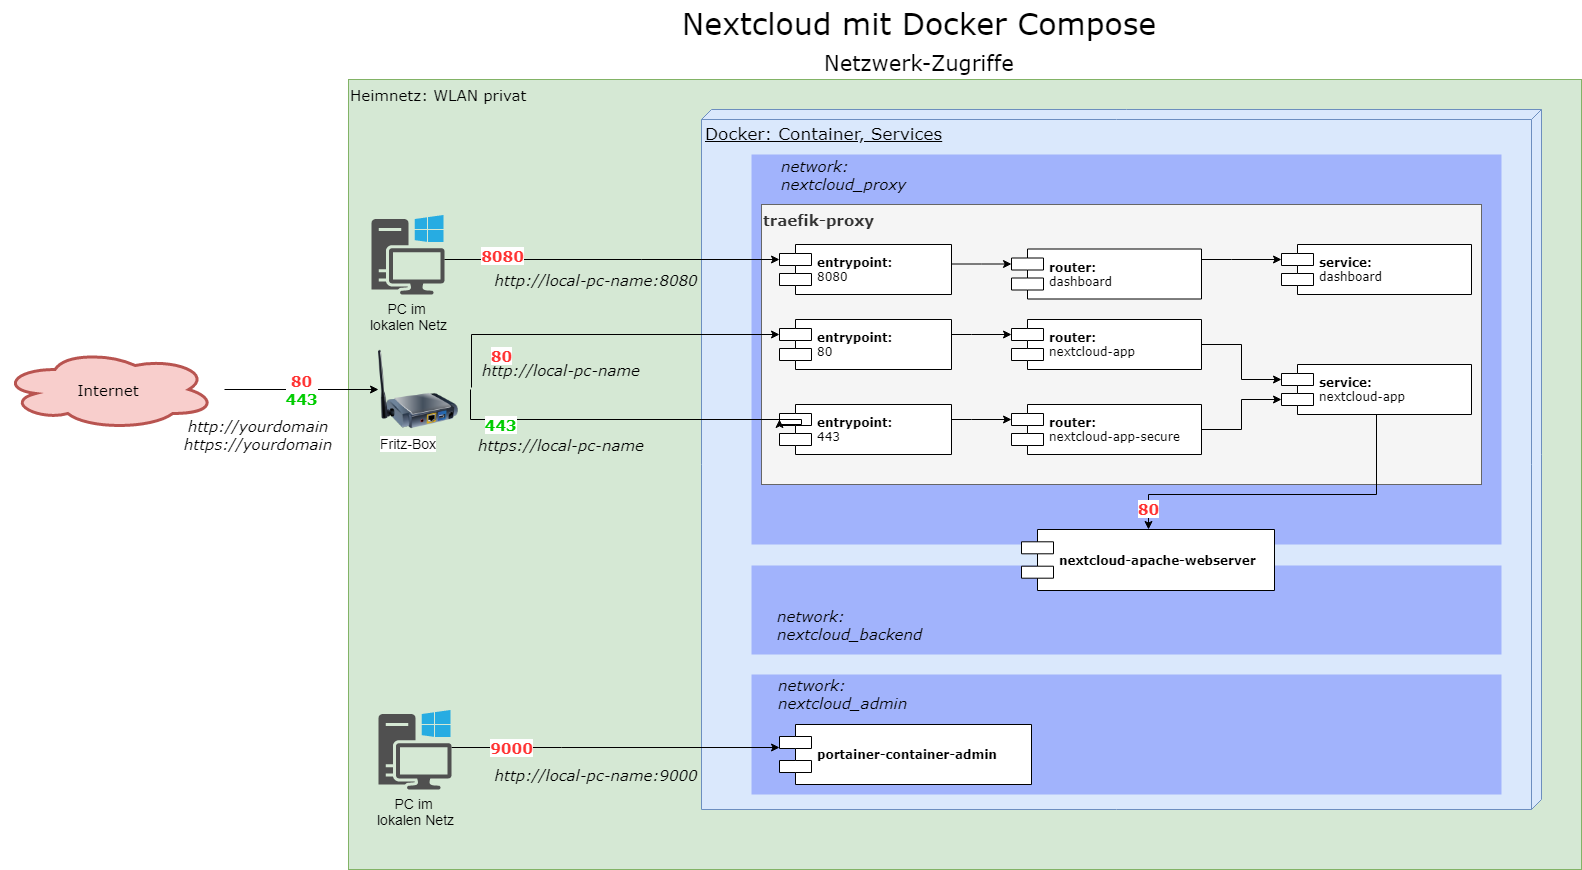 Nextcloud mit Docker Compose
Netzwerk-Zugriffe
Heimnetz: WLAN privat
Docker: Container, Services
network:
nextcloud_proxy
traefik-proxy
8080
http://local-pc-name:8080
entrypoint:
8080
router:
dashboard
service:
dashboard
PC im
lokalen Netz
80
http://local-pc-name
entrypoint:
80
router:
nextcloud-app
service:
nextcloud-app
Internet
80
443
http://yourdomain
https://yourdomain
Fritz-Box
443
https://local-pc-name
entrypoint:
443
router:
nextcloud-app-secure
80
nextcloud-apache-webserver
network:
nextcloud_backend
network:
nextcloud_admin
9000
http://local-pc-name:9000
portainer-container-admin
PC im
lokalen Netz